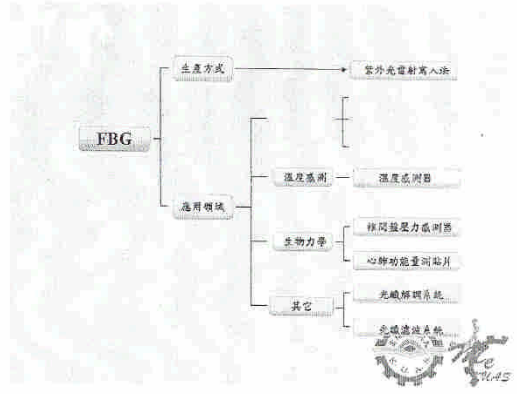 生產方式
紫外光雷射寫入法
FBG
溫度感測
溫度感測器
應用領域
生物力學
椎間盤壓力感測器
心肺功能量測貼片
其它
光纖解調系統
光纖濾波系統